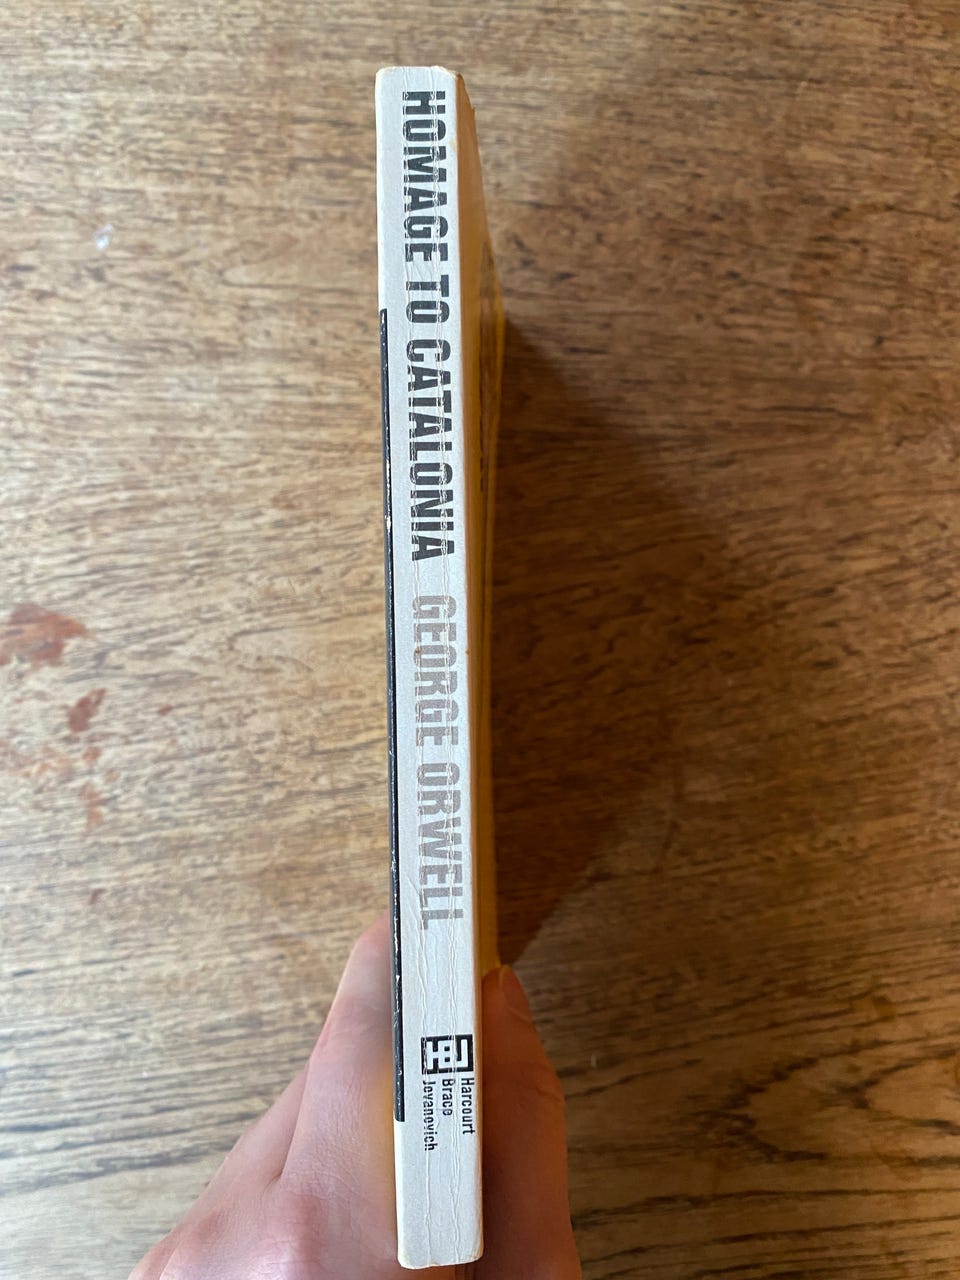 HOMAGE TO CATALONIA GEORGE ORWELL
HBJ
Harcourt
Brace
Jovanovich